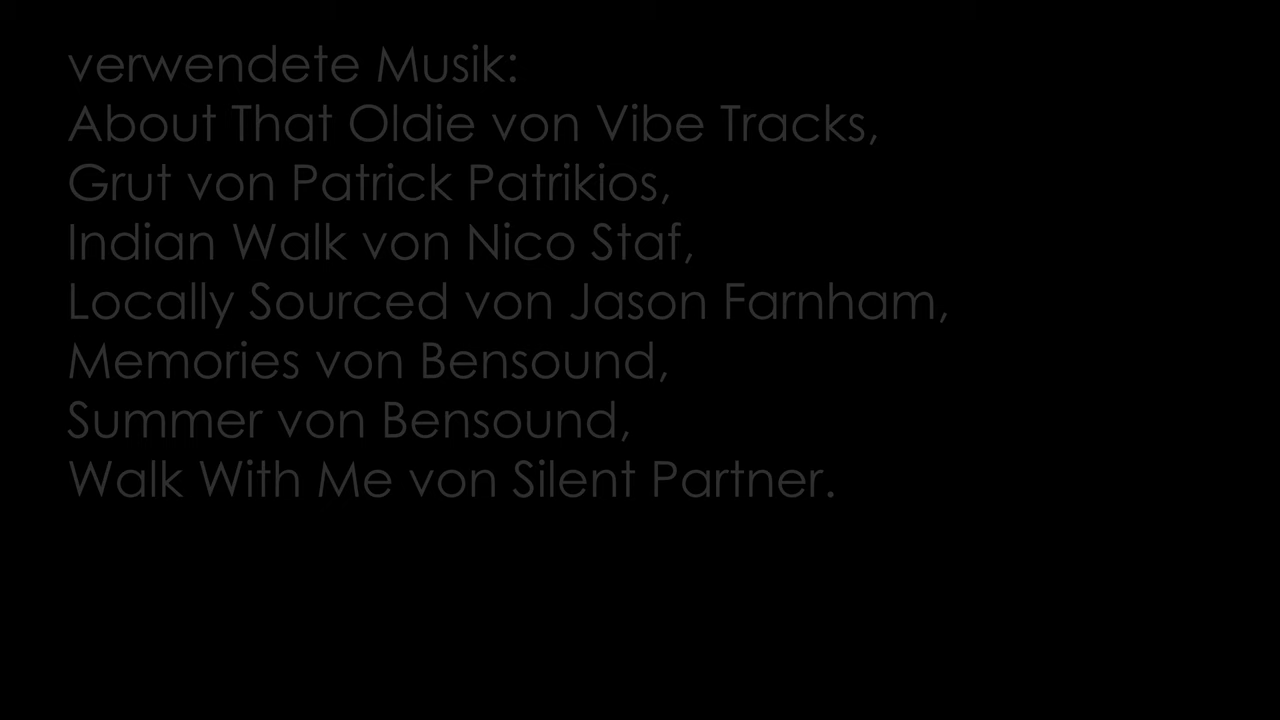 verwendete Musik:
About That Oldie von Vibe Tracks,
Grut von Patrick Patrikios,
Indian Walk von Nico Staf,
Locally Sourced von Jason Farnham,
Memories von Bensound,
Summer von Bensound,
Walk With Me von Silent Partner.